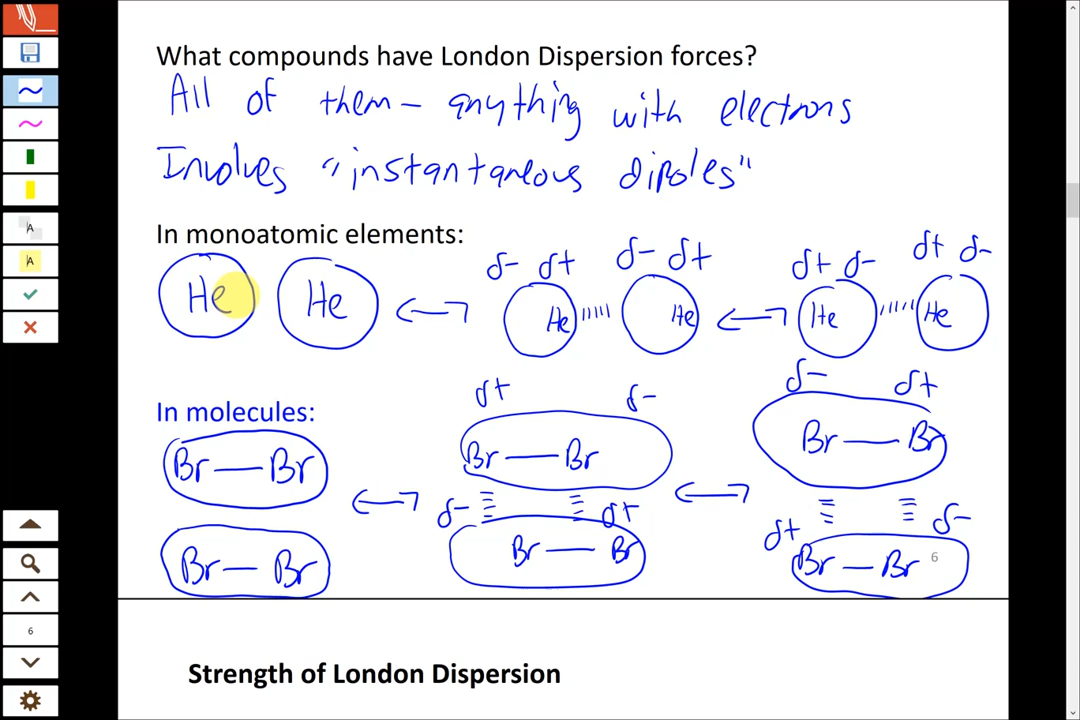 What compounds have London Dispersion forces?
All of them - anything with electrons
Involves "instantaneous dipoles"
In monoatomic elements:
δ- δ+ δ- δ+ δ+ δ- δ+ δ-
He He He He He He
In molecules:
δ+ δ- δ- δ+
Br-Br Br-Br Br-Br
δ- δ+ δ+ δ-
Br-Br Br-Br Br-Br 6
Strength of London Dispersion
A
A
6